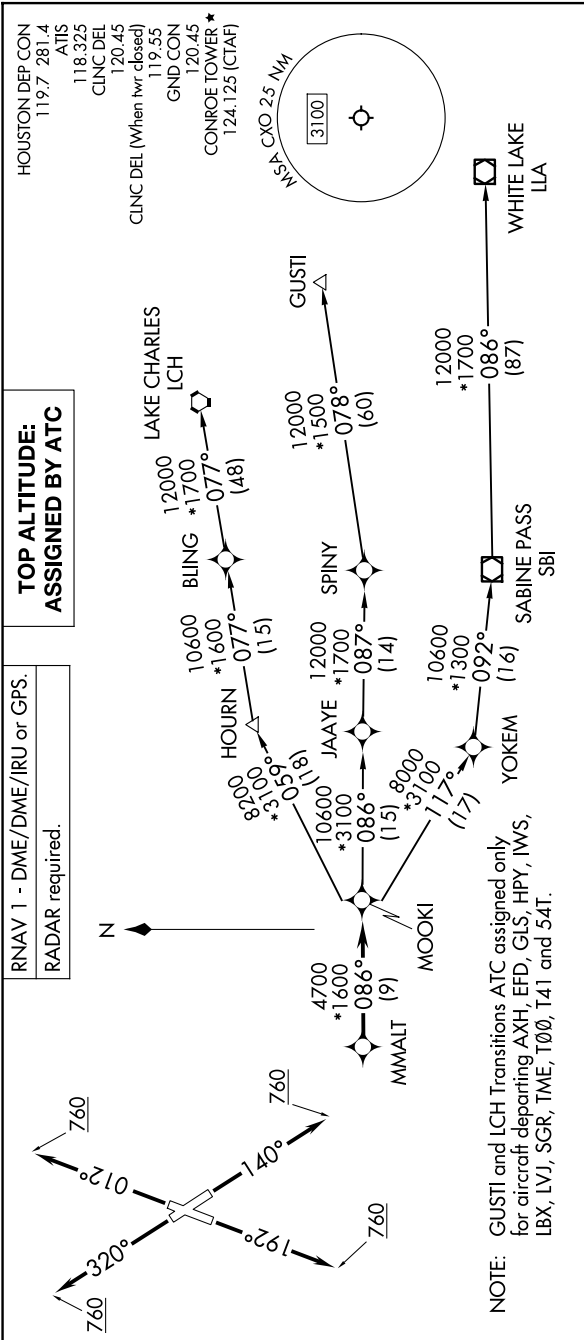 RNAV 1 - DME/DME/IRU or GPS.
RADAR required.
TOP ALTITUDE:
ASSIGNED BY ATC
HOUSTON DEP CON
119.7 281.4
ATIS
118.325
CLNC DEL
120.45
CLNC DEL (When twr closed)
119.55
GND CON
120.45
CONROE TOWER ★
124.125 (CTAF)
MSA CXO 25 NM
3100
N
760
320°
012°
760
760
140°
192°
760
MMALT
4700
*1600
086°
(9)
MOOKI
8200
*3100
059°
(18)
HOURN
10600
*1600
077°
(15)
BLING
12000
*1700
077°
(48)
LAKE CHARLES
LCH
10600
*3100
086°
(15)
JAAYE
12000
*1700
087°
(14)
SPINY
12000
*1500
078°
(60)
GUSTI
8000
*3100
117°
(17)
YOKEM
10600
*1300
092°
(16)
SABINE PASS
SBI
12000
*1700
086°
(87)
WHITE LAKE
LLA
NOTE: GUSTI and LCH Transitions ATC assigned only
for aircraft departing AXH, EFD, GLS, HPY, IWS,
LBX, LVJ, SGR, TME, TØØ, T41 and 54T.